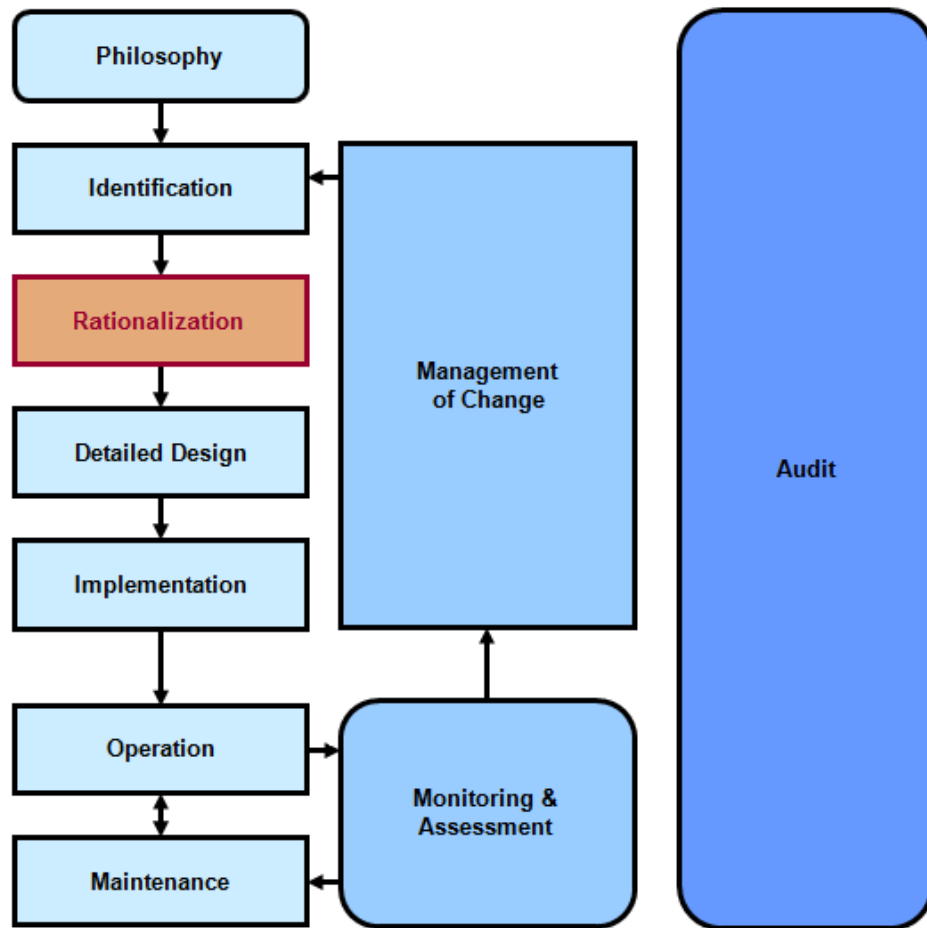 Philosophy
Identification
Rationalization
Detailed Design
Implementation
Operation
Maintenance
Management
of Change
Monitoring &
Assessment
Audit